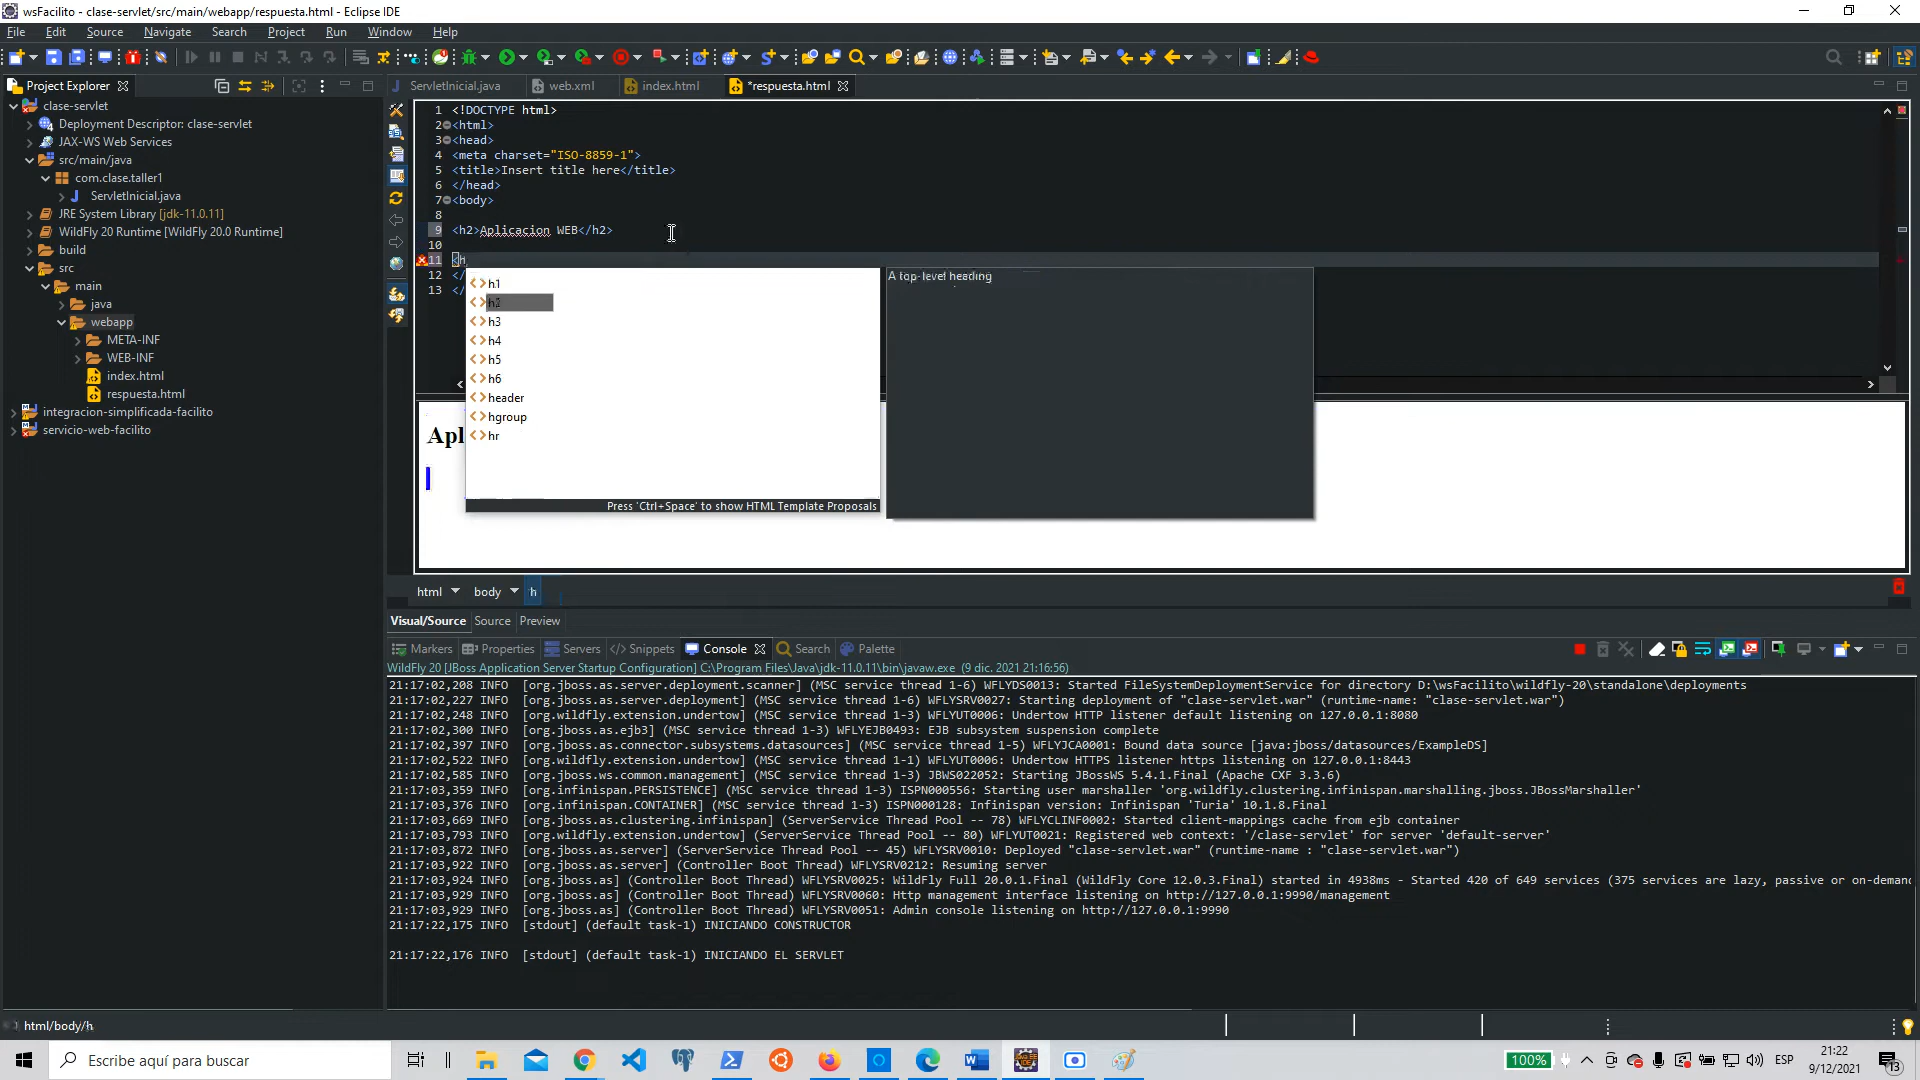 wsFacilito - clase-servlet/src/main/webapp/respuesta.html - Eclipse IDE
File Edit Source Navigate Search Project Run Window Help
Project Explorer
ServletInicial.java web.xml index.html *respuesta.html
clase-servlet
Deployment Descriptor: clase-servlet
JAX-WS Web Services
src/main/java
com.clase.taller1
ServletInicial.java
JRE System Library [jdk-11.0.11]
WildFly 20 Runtime [WildFly 20.0 Runtime]
build
src
main
java
webapp
META-INF
WEB-INF
index.html
respuesta.html
integracion-simplificada-facilito
servicio-web-facilito
1 <!DOCTYPE html>
2 <html>
3 <head>
4 <meta charset="ISO-8859-1">
5 <title>Insert title here</title>
6 </head>
7 <body>
8
9 <h2>Aplicacion WEB</h2>
10
11 <h
12 </
13 </
h1
h2
h3
h4
h5
h6
header
hgroup
hr
Press 'Ctrl+Space' to show HTML Template Proposals
A top-level heading
Apl
html body h
Visual/Source Source Preview
Markers Properties Servers Snippets Console Search Palette
WildFly 20 [JBoss Application Server Startup Configuration] C:\Program Files\Java\jdk-11.0.11\bin\javaw.exe (9 dic. 2021 21:16:56)
21:17:02,208 INFO [org.jboss.as.server.deployment.scanner] (MSC service thread 1-6) WFLYDS0013: Started FileSystemDeploymentService for directory D:\wsFacilito\wildfly-20\standalone\deployments
21:17:02,227 INFO [org.jboss.as.server.deployment] (MSC service thread 1-6) WFLYSRV0027: Starting deployment of "clase-servlet.war" (runtime-name: "clase-servlet.war")
21:17:02,248 INFO [org.wildfly.extension.undertow] (MSC service thread 1-3) WFLYUT0006: Undertow HTTP listener default listening on 127.0.0.1:8080
21:17:02,300 INFO [org.jboss.as.ejb3] (MSC service thread 1-3) WFLYEJB0493: EJB subsystem suspension complete
21:17:02,397 INFO [org.jboss.as.connector.subsystems.datasources] (MSC service thread 1-5) WFLYJCA0001: Bound data source [java:jboss/datasources/ExampleDS]
21:17:02,522 INFO [org.wildfly.extension.undertow] (MSC service thread 1-1) WFLYUT0006: Undertow HTTPS listener https listening on 127.0.0.1:8443
21:17:02,585 INFO [org.jboss.ws.common.management] (MSC service thread 1-3) JBWS022052: Starting JBossWS 5.4.1.Final (Apache CXF 3.3.6)
21:17:03,359 INFO [org.infinispan.PERSISTENCE] (MSC service thread 1-3) ISPN000556: Starting user marshaller 'org.wildfly.clustering.infinispan.marshalling.jboss.JBossMarshaller'
21:17:03,376 INFO [org.infinispan.CONTAINER] (MSC service thread 1-3) ISPN000128: Infinispan version: Infinispan 'Turia' 10.1.8.Final
21:17:03,669 INFO [org.jboss.as.clustering.infinispan] (ServerService Thread Pool -- 78) WFLYCLINF0002: Started client-mappings cache from ejb container
21:17:03,793 INFO [org.wildfly.extension.undertow] (ServerService Thread Pool -- 80) WFLYUT0021: Registered web context: '/clase-servlet' for server 'default-server'
21:17:03,872 INFO [org.jboss.as.server] (ServerService Thread Pool -- 45) WFLYSRV0010: Deployed "clase-servlet.war" (runtime-name : "clase-servlet.war")
21:17:03,922 INFO [org.jboss.as.server] (Controller Boot Thread) WFLYSRV0212: Resuming server
21:17:03,924 INFO [org.jboss.as] (Controller Boot Thread) WFLYSRV0025: WildFly Full 20.0.1.Final (WildFly Core 12.0.3.Final) started in 4938ms - Started 420 of 649 services (375 services are lazy, passive or on-demand
21:17:03,929 INFO [org.jboss.as] (Controller Boot Thread) WFLYSRV0060: Http management interface listening on http://127.0.0.1:9990/management
21:17:03,929 INFO [org.jboss.as] (Controller Boot Thread) WFLYSRV0051: Admin console listening on http://127.0.0.1:9990
21:17:22,175 INFO [stdout] (default task-1) INICIANDO CONSTRUCTOR
21:17:22,176 INFO [stdout] (default task-1) INICIANDO EL SERVLET
html/body/h
Escribe aquí para buscar
100% ESP 21:22
9/12/2021 13